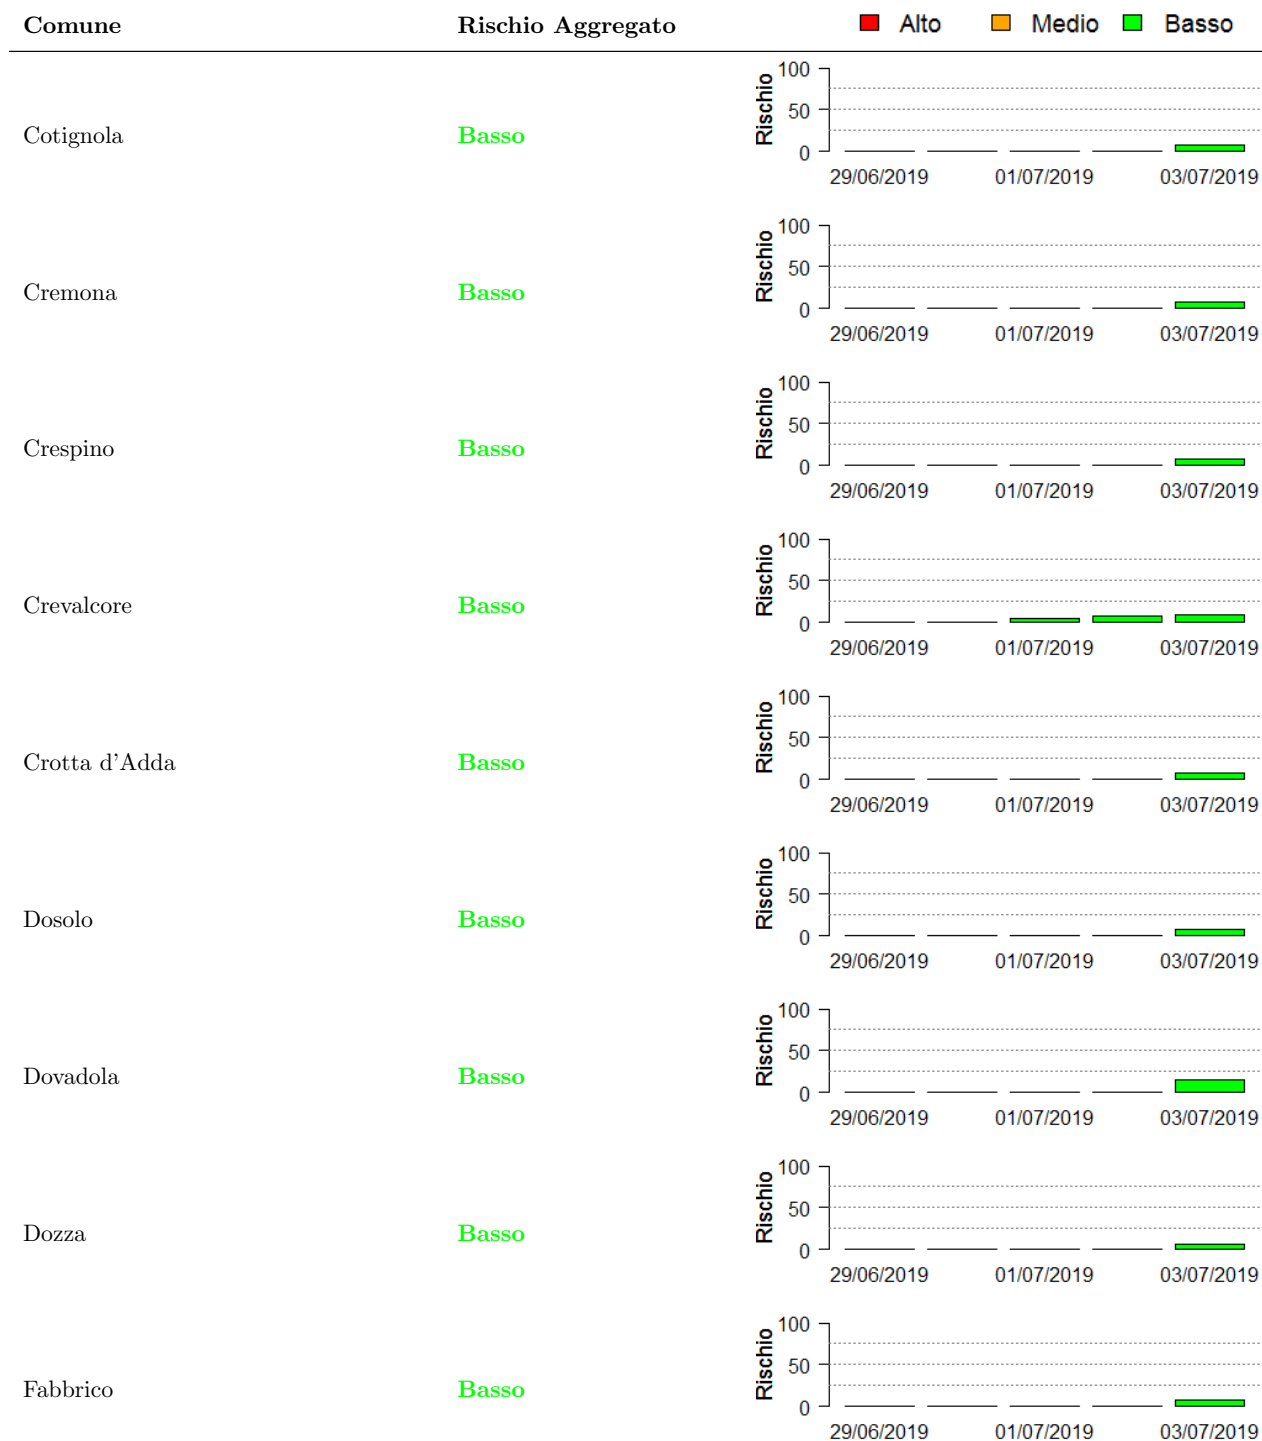 Comune Rischio Aggregato Alto Medio Basso
100
50
0
Rischio
Cotignola Basso
29/06/2019 01/07/2019 03/07/2019
100
50
0
Rischio
Cremona Basso
29/06/2019 01/07/2019 03/07/2019
100
50
0
Rischio
Crespino Basso
29/06/2019 01/07/2019 03/07/2019
100
50
0
Rischio
Crevalcore Basso
29/06/2019 01/07/2019 03/07/2019
100
50
0
Rischio
Crotta d'Adda Basso
29/06/2019 01/07/2019 03/07/2019
100
50
0
Rischio
Dosolo Basso
29/06/2019 01/07/2019 03/07/2019
100
50
0
Rischio
Dovadola Basso
29/06/2019 01/07/2019 03/07/2019
100
50
0
Rischio
Dozza Basso
29/06/2019 01/07/2019 03/07/2019
100
50
0
Rischio
Fabbrico Basso
29/06/2019 01/07/2019 03/07/2019